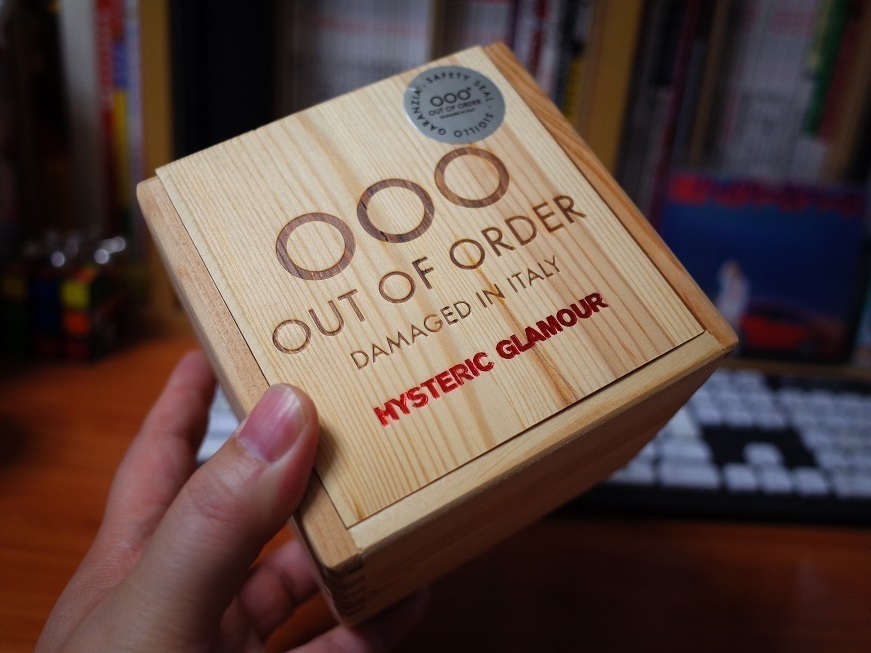 SAFETY SEAL
OOO
OUT OF ORDER
SIGILLO GARANZIA
OOO
OUT OF ORDER
DAMAGED IN ITALY
HYSTERIC GLAMOUR